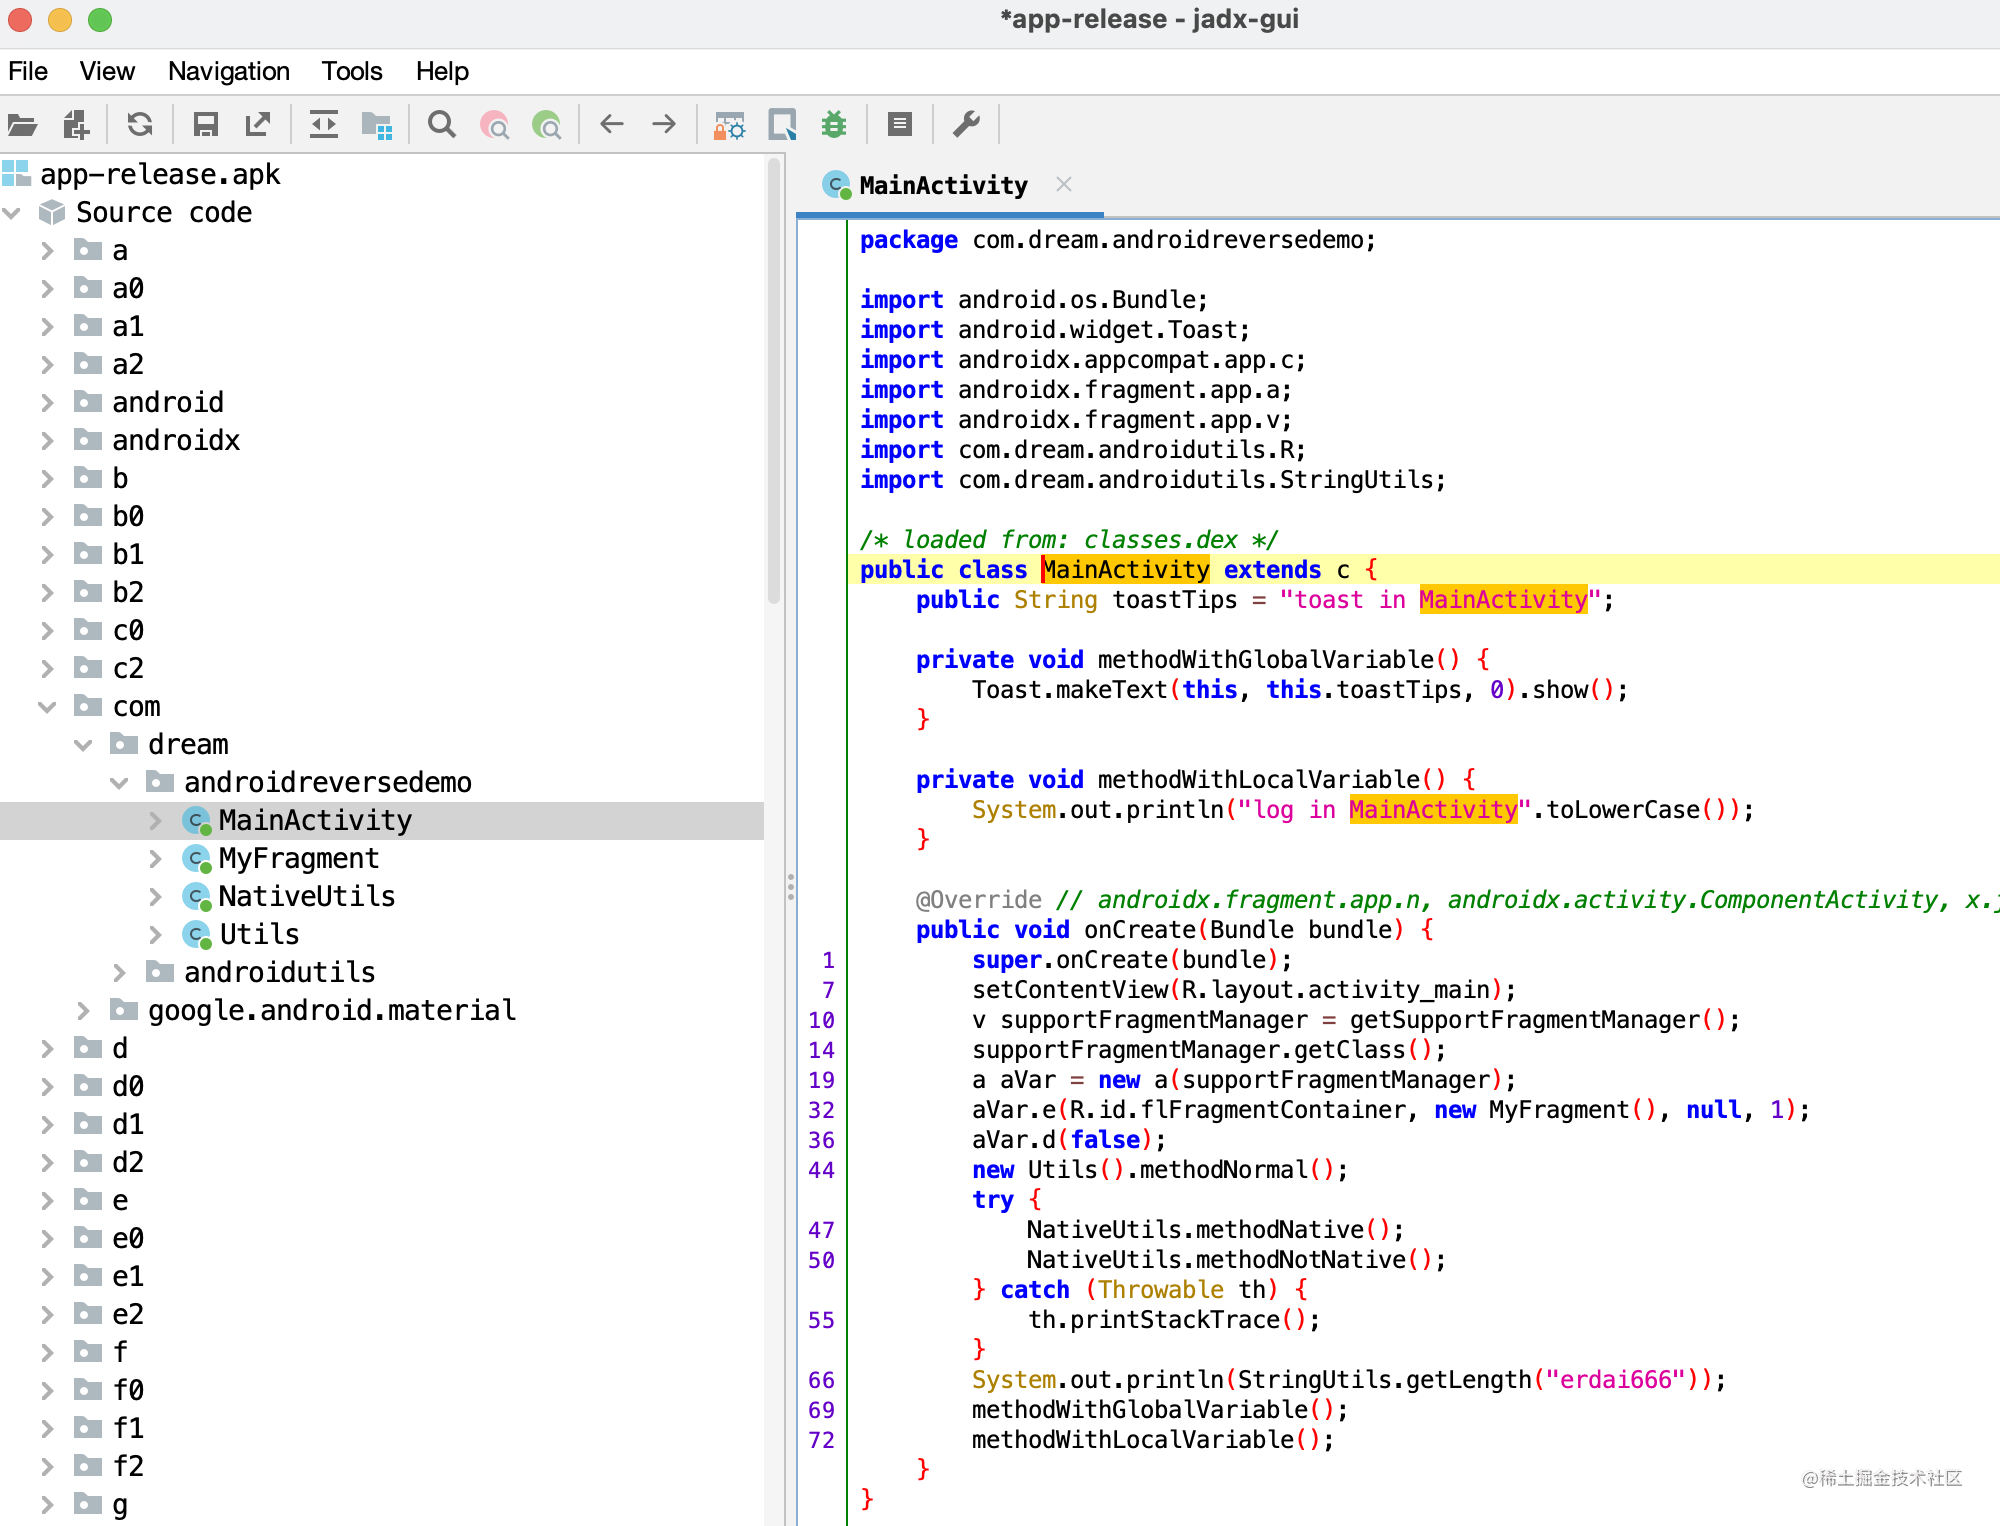 *app-release - jadx-gui
File View Navigation Tools Help
app-release.apk
Source code
a
a0
a1
a2
android
androidx
b
b0
b1
b2
c0
c2
com
dream
androidreversedemo
MainActivity
MyFragment
NativeUtils
Utils
androidutils
google.android.material
d
d0
d1
d2
e
e0
e1
e2
f
f0
f1
f2
g
MainActivity
package com.dream.androidreversedemo;
import android.os.Bundle;
import android.widget.Toast;
import androidx.appcompat.app.c;
import androidx.fragment.app.a;
import androidx.fragment.app.v;
import com.dream.androidutils.R;
import com.dream.androidutils.StringUtils;
/* loaded from: classes.dex */
public class MainActivity extends c {
public String toastTips = "toast in MainActivity";
private void methodWithGlobalVariable() {
Toast.makeText(this, this.toastTips, 0).show();
}
private void methodWithLocalVariable() {
System.out.println("log in MainActivity".toLowerCase());
}
@Override // androidx.fragment.app.n, androidx.activity.ComponentActivity, x.j
public void onCreate(Bundle bundle) {
1 super.onCreate(bundle);
7 setContentView(R.layout.activity_main);
10 v supportFragmentManager = getSupportFragmentManager();
14 supportFragmentManager.getClass();
19 a aVar = new a(supportFragmentManager);
32 aVar.e(R.id.flFragmentContainer, new MyFragment(), null, 1);
36 aVar.d(false);
44 new Utils().methodNormal();
try {
47 NativeUtils.methodNative();
50 NativeUtils.methodNotNative();
} catch (Throwable th) {
55 th.printStackTrace();
}
66 System.out.println(StringUtils.getLength("erdai666"));
69 methodWithGlobalVariable();
72 methodWithLocalVariable();
}
}
@稀土掘金技术社区